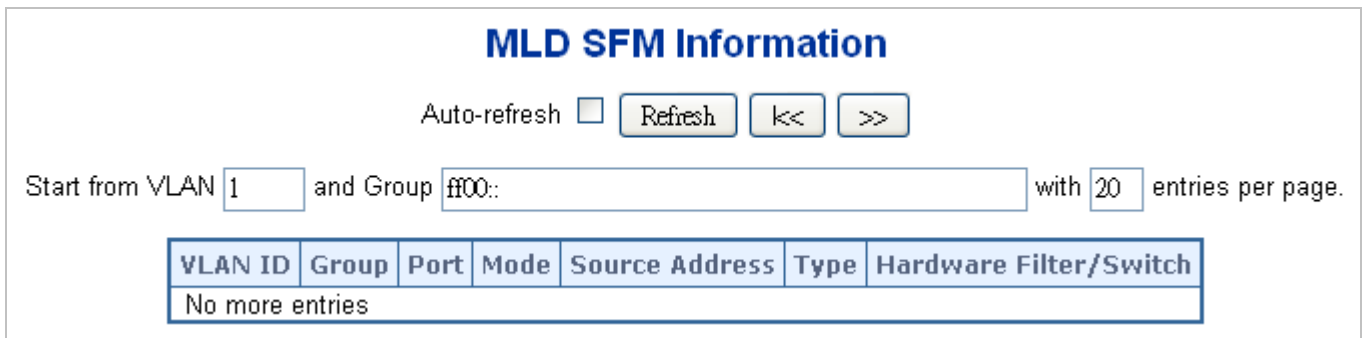 MLD SFM Information
Auto-refresh Refresh |<< >>
Start from VLAN 1 and Group ff00:: with 20 entries per page.
VLAN ID Group Port Mode Source Address Type Hardware Filter/Switch
No more entries